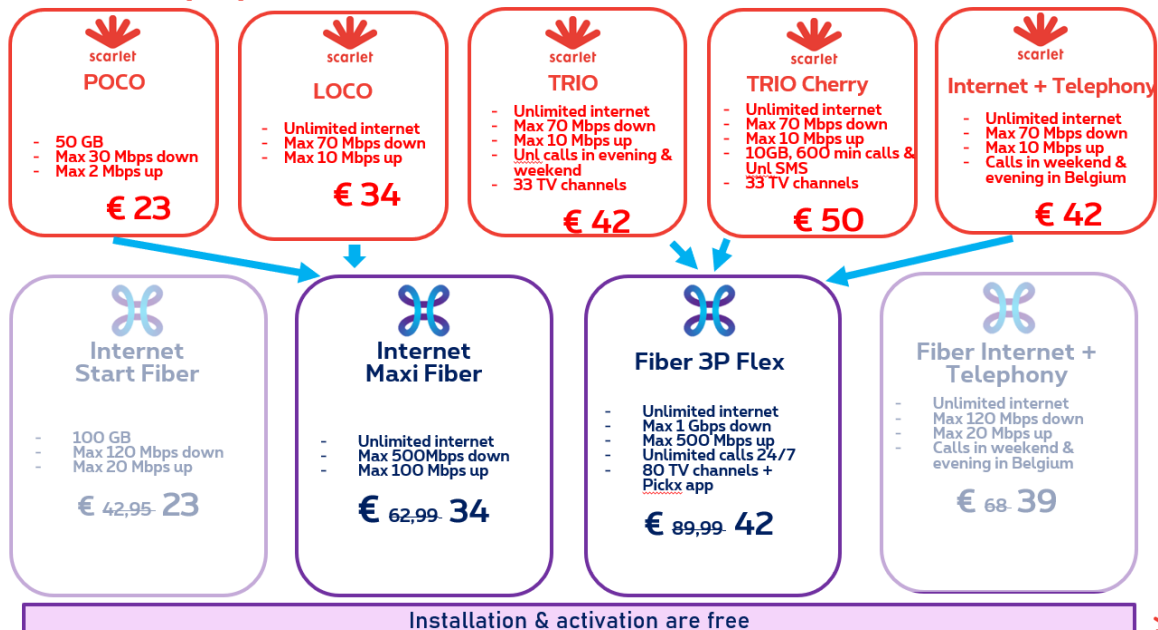 scarlet
POCO
- 50 GB
- Max 30 Mbps down
- Max 2 Mbps up
€ 23
scarlet
LOCO
- Unlimited internet
- Max 70 Mbps down
- Max 10 Mbps up
€ 34
scarlet
TRIO
- Unlimited internet
- Max 70 Mbps down
- Max 10 Mbps up
- Unl calls in evening &
weekend
- 33 TV channels
€ 42
scarlet
TRIO Cherry
- Unlimited internet
- Max 70 Mbps down
- Max 10 Mbps up
- 10GB, 600 min calls &
Unl SMS
- 33 TV channels
€ 50
scarlet
Internet + Telephony
- Unlimited internet
- Max 70 Mbps down
- Max 10 Mbps up
- Calls in weekend &
evening in Belgium
€ 42
Internet
Start Fiber
- 100 GB
- Max 120 Mbps down
- Max 20 Mbps up
€ 42,95 23
Internet
Maxi Fiber
- Unlimited internet
- Max 500Mbps down
- Max 100 Mbps up
€ 62,99 34
Fiber 3P Flex
- Unlimited internet
- Max 1 Gbps down
- Max 500 Mbps up
- Unlimited calls 24/7
- 80 TV channels +
Pickx app
€ 89,99 42
Fiber Internet +
Telephony
- Unlimited internet
- Max 120 Mbps down
- Max 20 Mbps up
- Calls in weekend &
evening in Belgium
€ 68 39
Installation & activation are free